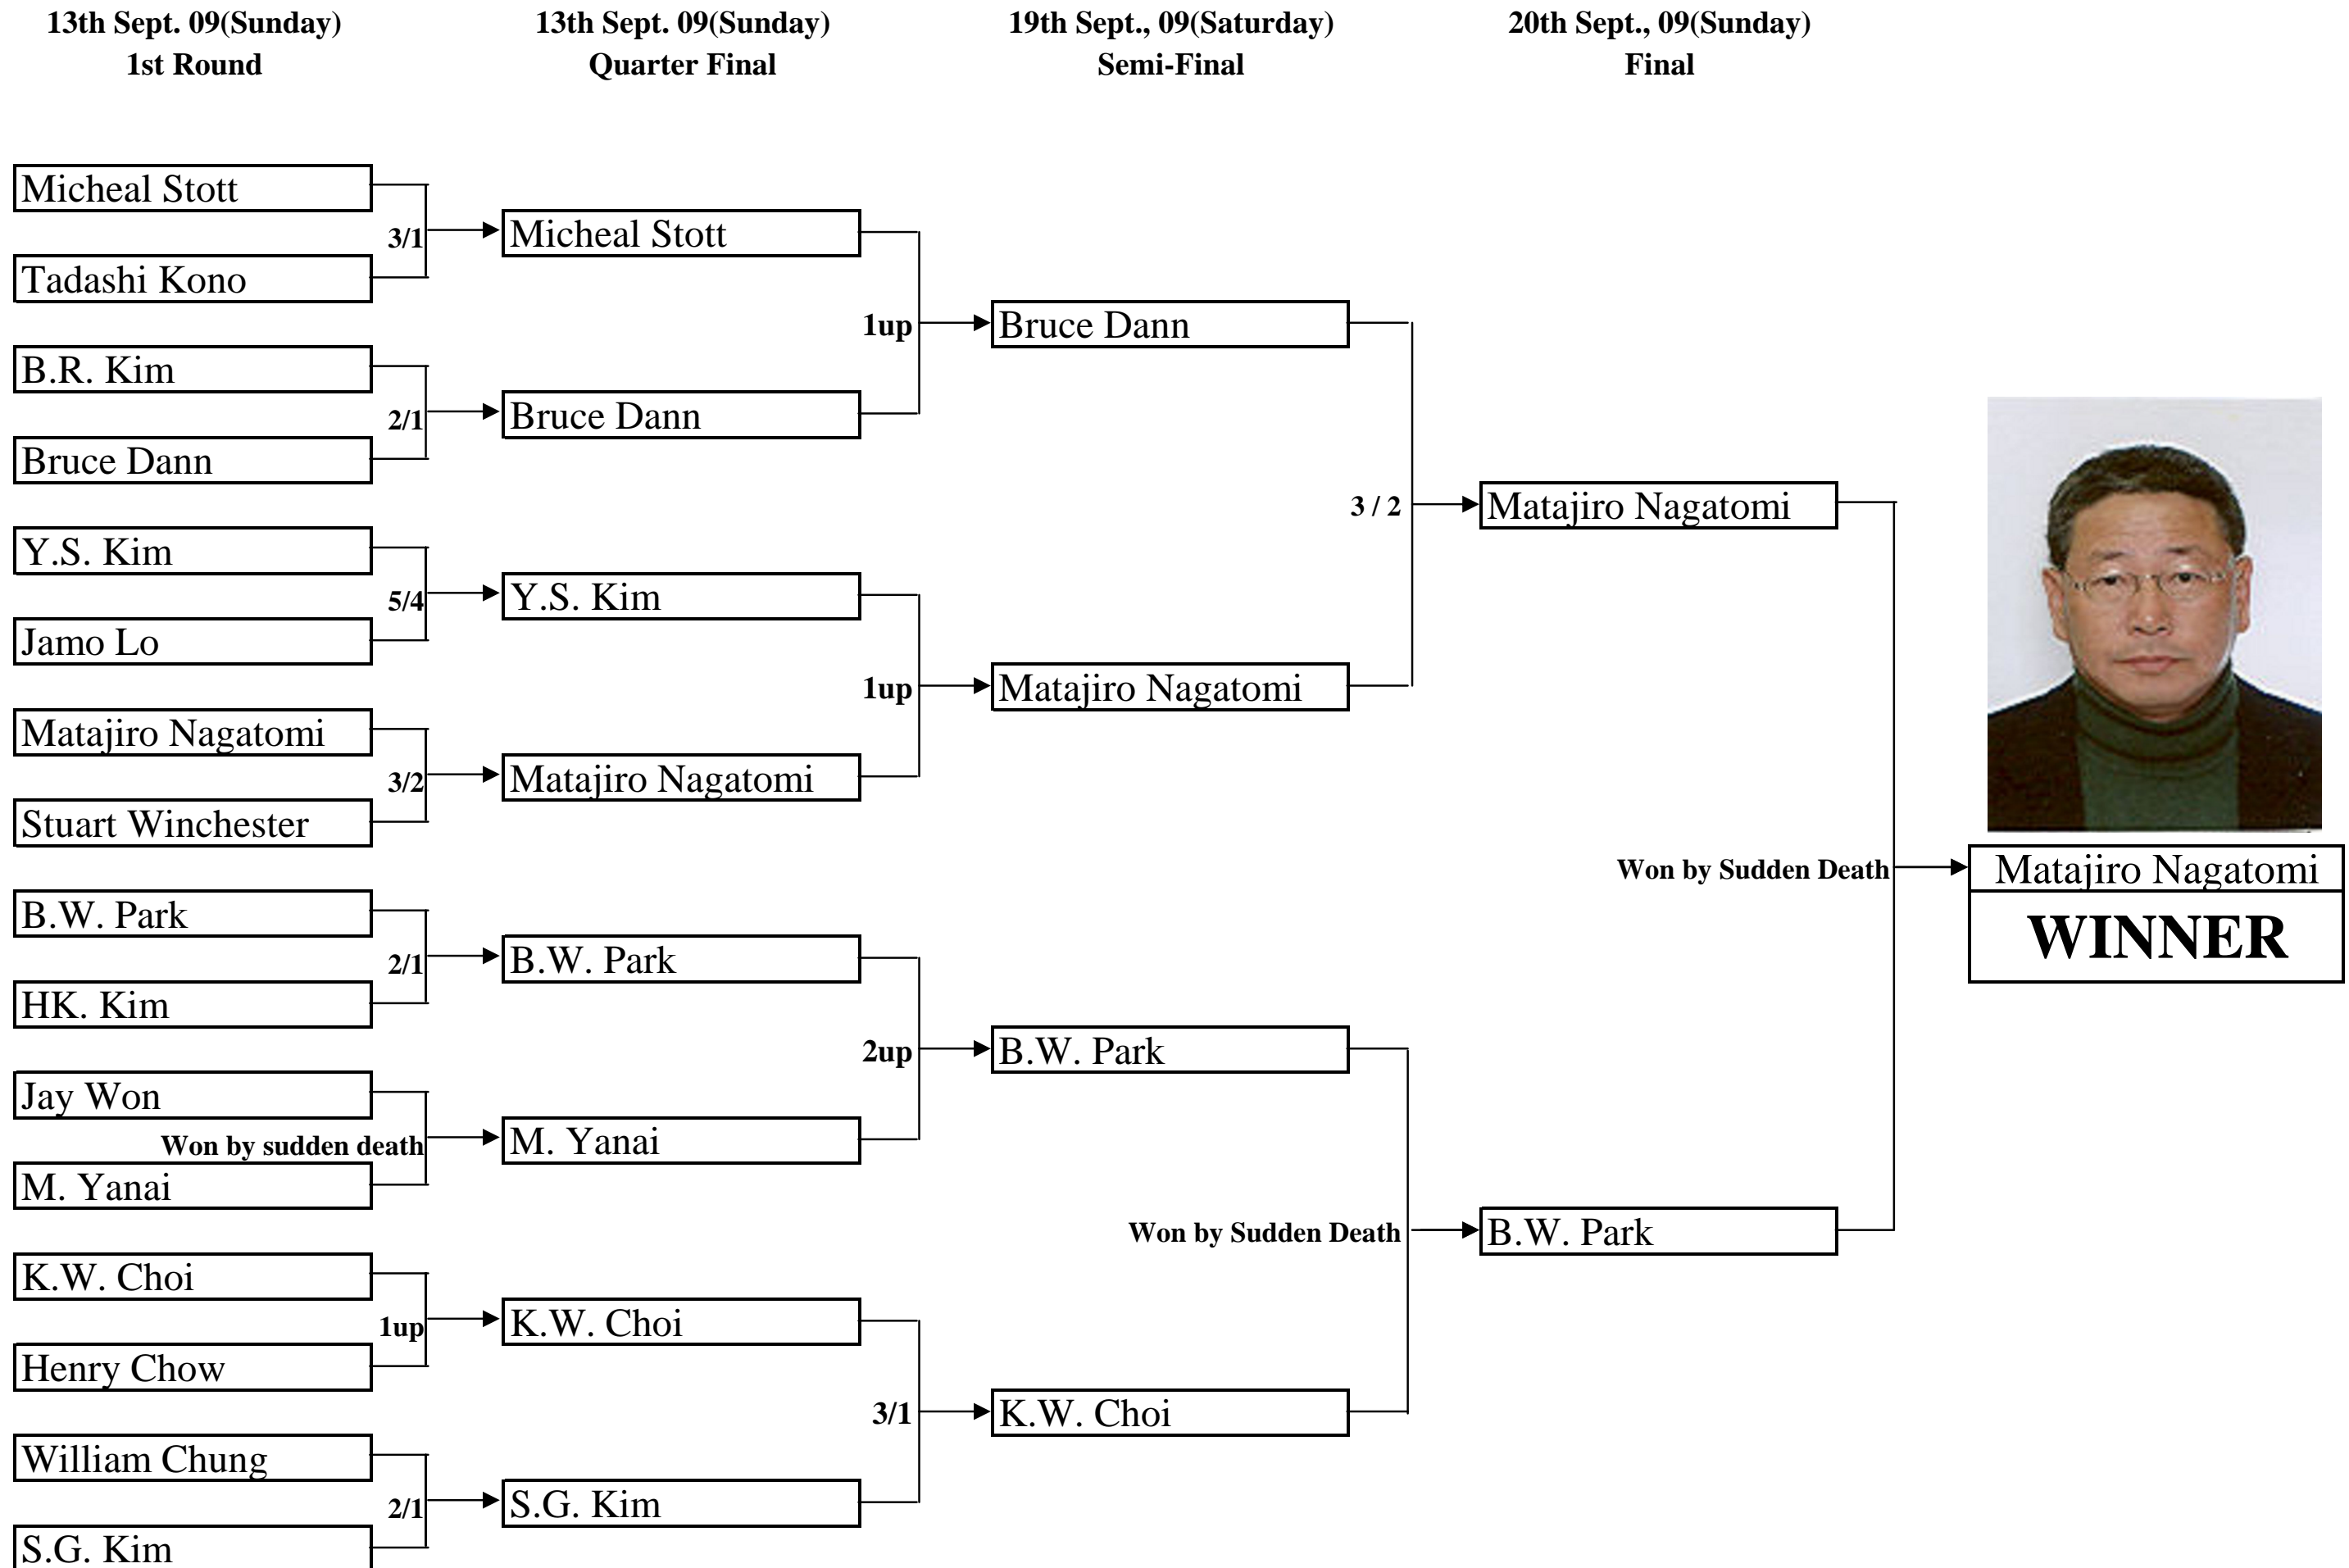 13th Sept. 09(Sunday)
1st Round
13th Sept. 09(Sunday)
Quarter Final
19th Sept., 09(Saturday)
Semi-Final
20th Sept., 09(Sunday)
Final
Micheal Stott
3/1
Tadashi Kono
B.R. Kim
2/1
Bruce Dann
Y.S. Kim
5/4
Jamo Lo
Matajiro Nagatomi
3/2
Stuart Winchester
B.W. Park
2/1
HK. Kim
Jay Won
Won by sudden death
M. Yanai
K.W. Choi
1up
Henry Chow
William Chung
2/1
S.G. Kim
Micheal Stott
1up
Bruce Dann
Y.S. Kim
1up
Matajiro Nagatomi
B.W. Park
2up
M. Yanai
K.W. Choi
3/1
S.G. Kim
Bruce Dann
3 / 2
Matajiro Nagatomi
B.W. Park
Won by Sudden Death
K.W. Choi
Matajiro Nagatomi
Won by Sudden Death
B.W. Park
Matajiro Nagatomi
WINNER